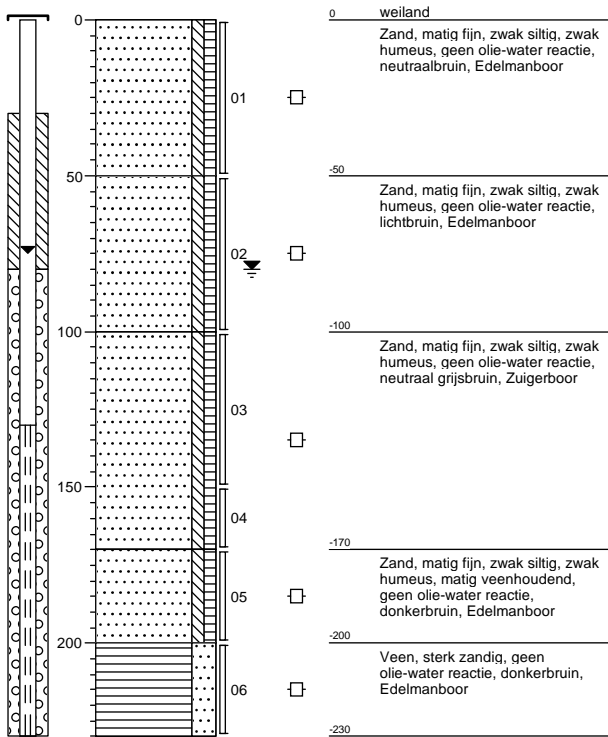 0
50
100
150
200
01
02
03
04
05
06
0 weiland
Zand, matig fijn, zwak siltig, zwak
humeus, geen olie-water reactie,
neutraalbruin, Edelmanboor
-50
Zand, matig fijn, zwak siltig, zwak
humeus, geen olie-water reactie,
lichtbruin, Edelmanboor
-100
Zand, matig fijn, zwak siltig, zwak
humeus, geen olie-water reactie,
neutraal grijsbruin, Zuigerboor
-170
Zand, matig fijn, zwak siltig, zwak
humeus, matig veenhoudend,
geen olie-water reactie,
donkerbruin, Edelmanboor
-200
Veen, sterk zandig, geen
olie-water reactie, donkerbruin,
Edelmanboor
-230